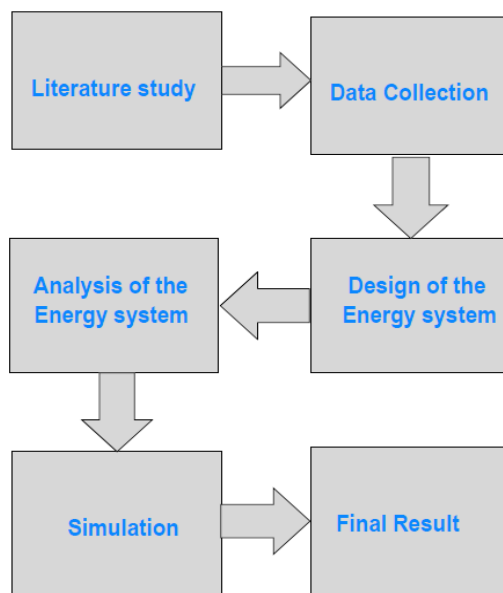 Literature study
Data Collection
Design of the
Energy system
Analysis of the
Energy system
Simulation
Final Result